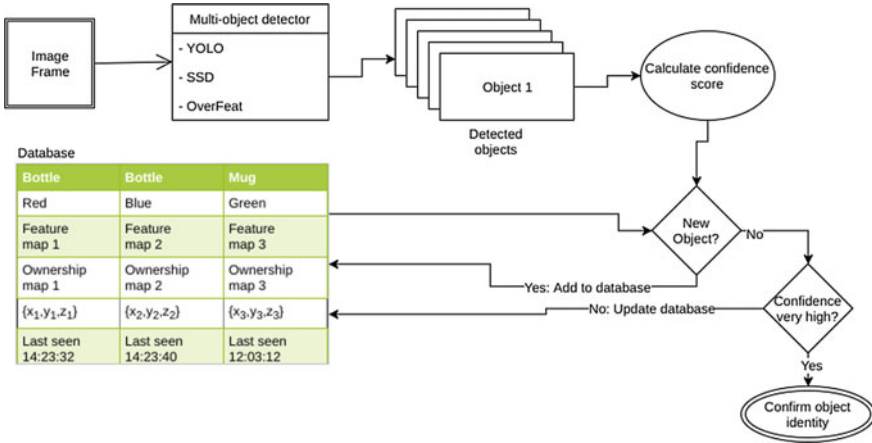 Image
Frame
Multi-object detector
- YOLO
- SSD
- OverFeat
Object 1
Detected
objects
Calculate confidence
score
Database
Bottle Bottle Mug
Red Blue Green
Feature Feature Feature
map 1 map 2 map 3
Ownership Ownership Ownership
map 1 map 2 map 3
{x₁,y₁,z₁} {x₂,y₂,z₂} {x₃,y₃,z₃}
Last seen Last seen Last seen
14:23:32 14:23:40 12:03:12
New
Object?
No
Yes: Add to database
No: Update database
Confidence
very high?
Yes
Confirm object
identity